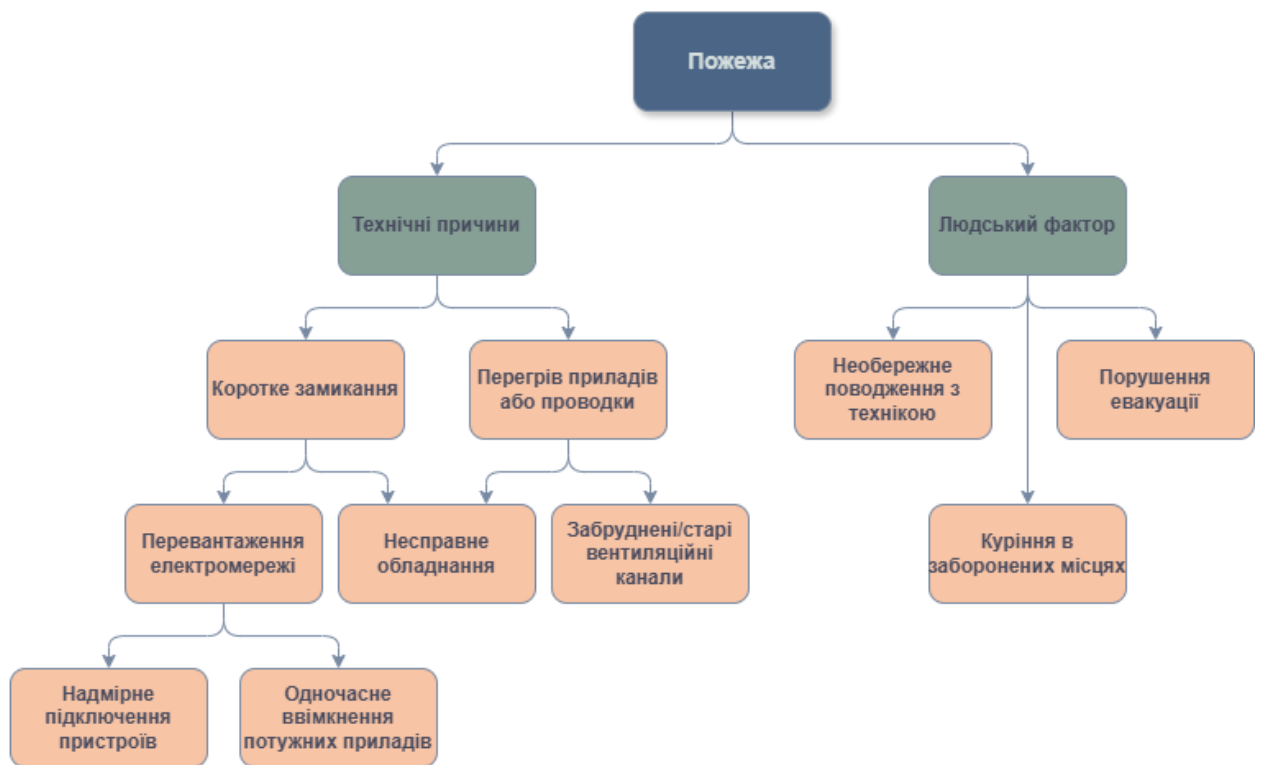 Пожежа
Технічні причини
Людський фактор
Коротке замикання
Перегрів приладів
або проводки
Необережне
поводження з
технікою
Порушення
евакуації
Перевантаження
електромережі
Несправне
обладнання
Забруднені/старі
вентиляційні
канали
Куріння в
заборонених місцях
Надмірне
підключення
пристроїв
Одночасне
ввімкнення
потужних приладів